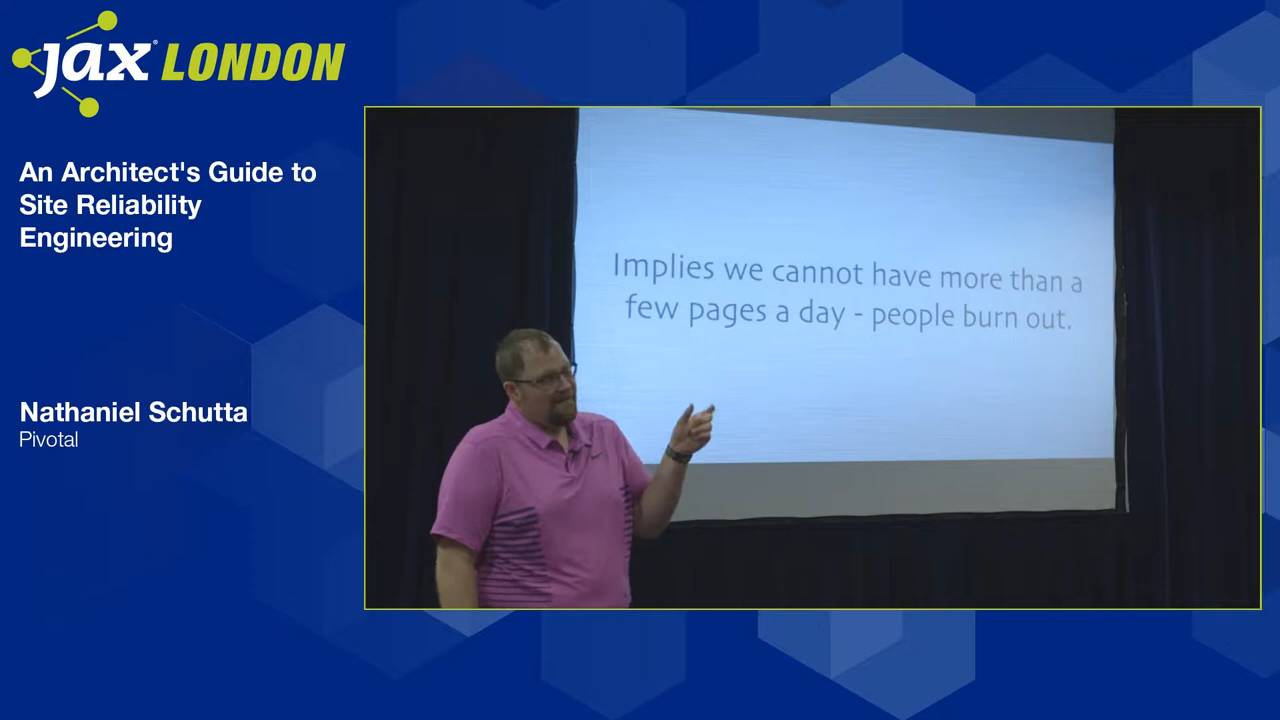 jax® LONDON
An Architect's Guide to
Site Reliability
Engineering
Nathaniel Schutta
Pivotal
Implies we cannot have more than a
few pages a day - people burn out.